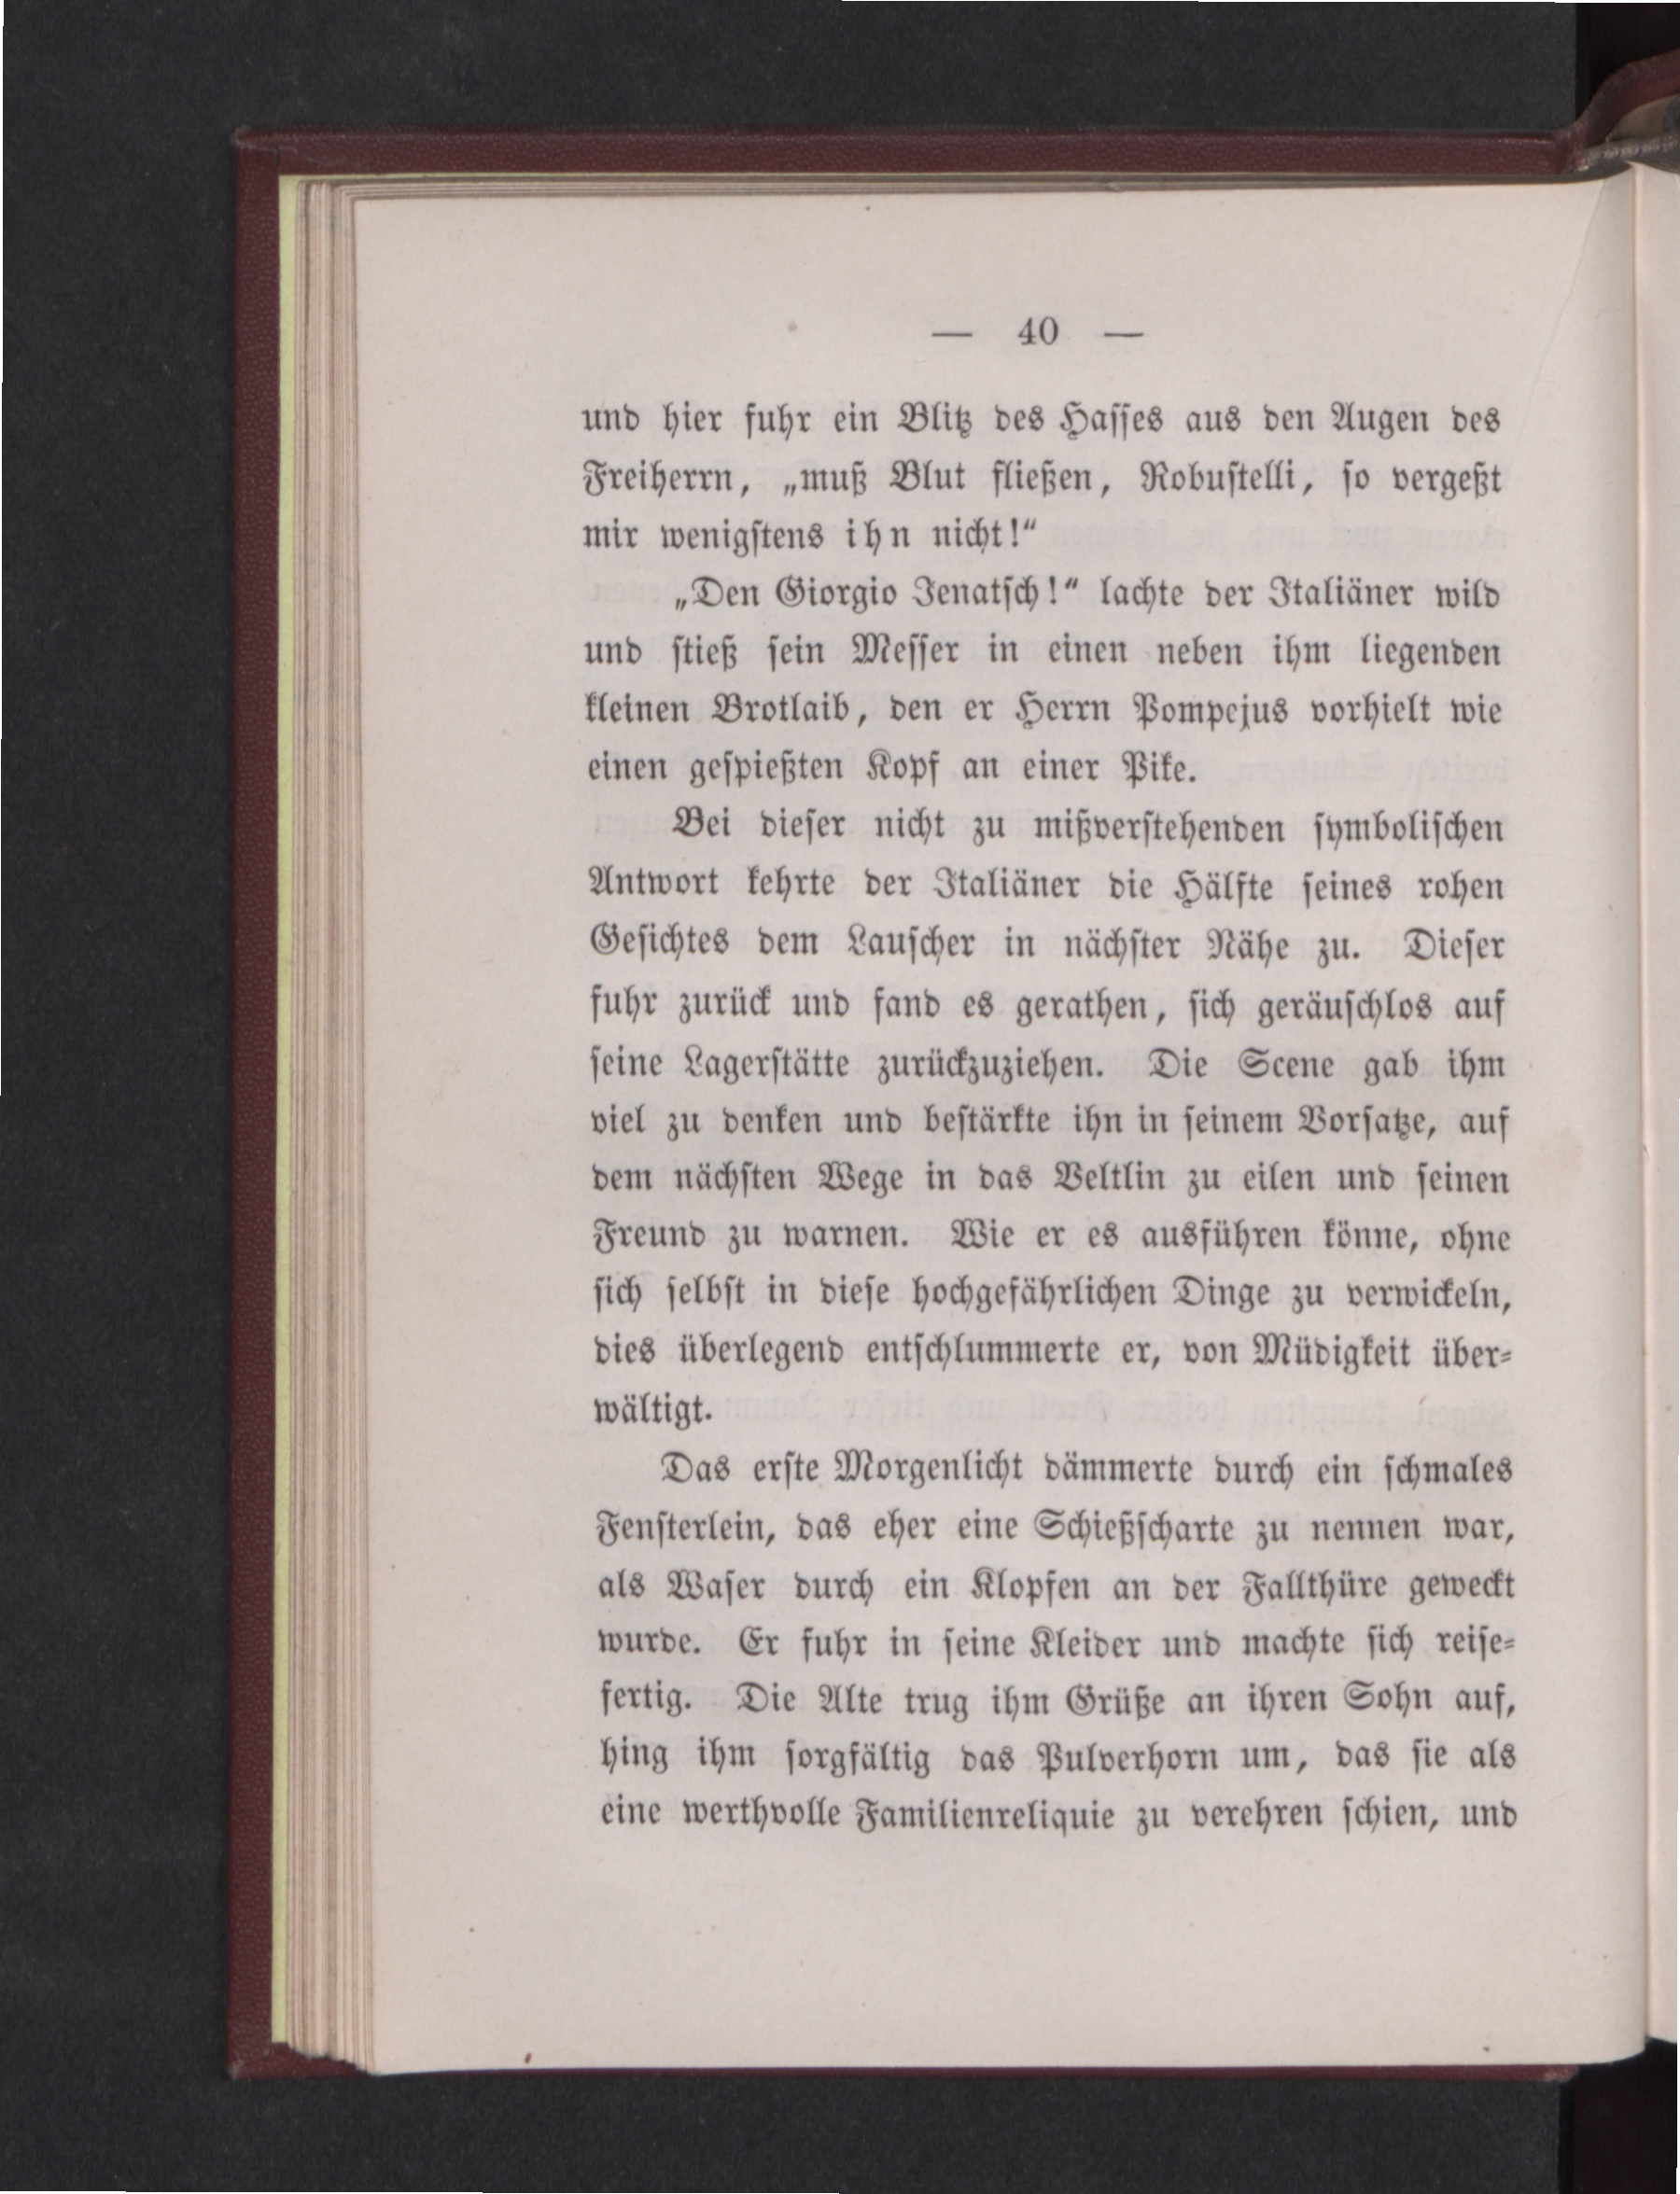 — 40 —
und hier fuhr ein Blitz des Hasses aus den Augen des
Freiherrn, „muß Blut fließen, Robustelli, so vergeßt
mir wenigstens ihn nicht!“
„Den Giorgio Jenatsch!“ lachte der Italiäner wild
und stieß sein Messer in einen neben ihm liegenden
kleinen Brotlaib, den er Herrn Pompejus vorhielt wie
einen gespießten Kopf an einer Pike.
Bei dieser nicht zu mißverstehenden symbolischen
Antwort kehrte der Italiäner die Hälfte seines rohen
Gesichtes dem Lauscher in nächster Nähe zu. Dieser
fuhr zurück und fand es gerathen, sich geräuschlos auf
seine Lagerstätte zurückzuziehen. Die Scene gab ihm
viel zu denken und bestärkte ihn in seinem Vorsatze, auf
dem nächsten Wege in das Veltlin zu eilen und seinen
Freund zu warnen. Wie er es ausführen könne, ohne
sich selbst in diese hochgefährlichen Dinge zu verwickeln,
dies überlegend entschlummerte er, von Müdigkeit über-
wältigt.
Das erste Morgenlicht dämmerte durch ein schmales
Fensterlein, das eher eine Schießscharte zu nennen war,
als Waser durch ein Klopfen an der Fallthüre geweckt
wurde. Er fuhr in seine Kleider und machte sich reise-
fertig. Die Alte trug ihm Grüße an ihren Sohn auf,
hing ihm sorgfältig das Pulverhorn um, das sie als
eine werthvolle Familienreliquie zu verehren schien, und